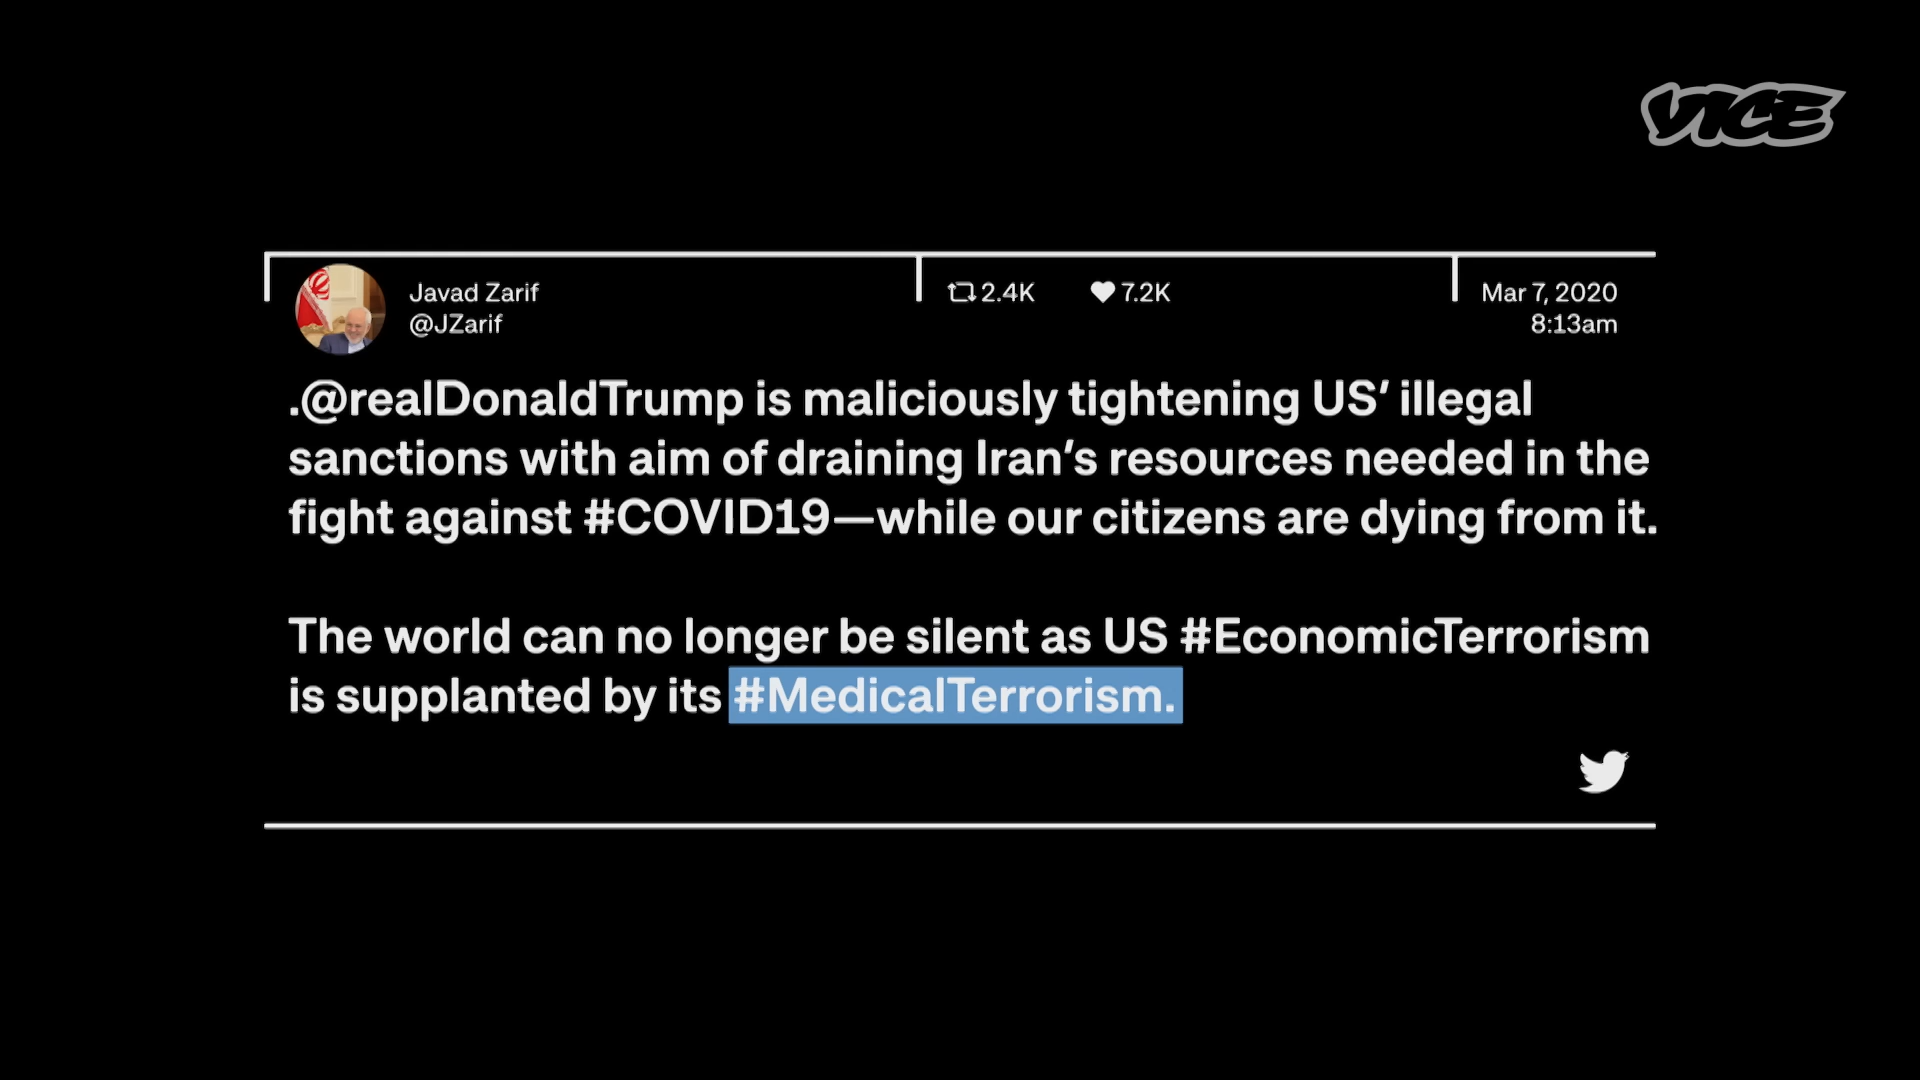 VICE
Javad Zarif
@JZarif
2.4K
7.2K
Mar 7, 2020
8:13am
.@realDonaldTrump is maliciously tightening US’ illegal
sanctions with aim of draining Iran’s resources needed in the
fight against #COVID19—while our citizens are dying from it.
The world can no longer be silent as US #EconomicTerrorism
is supplanted by its #MedicalTerrorism.